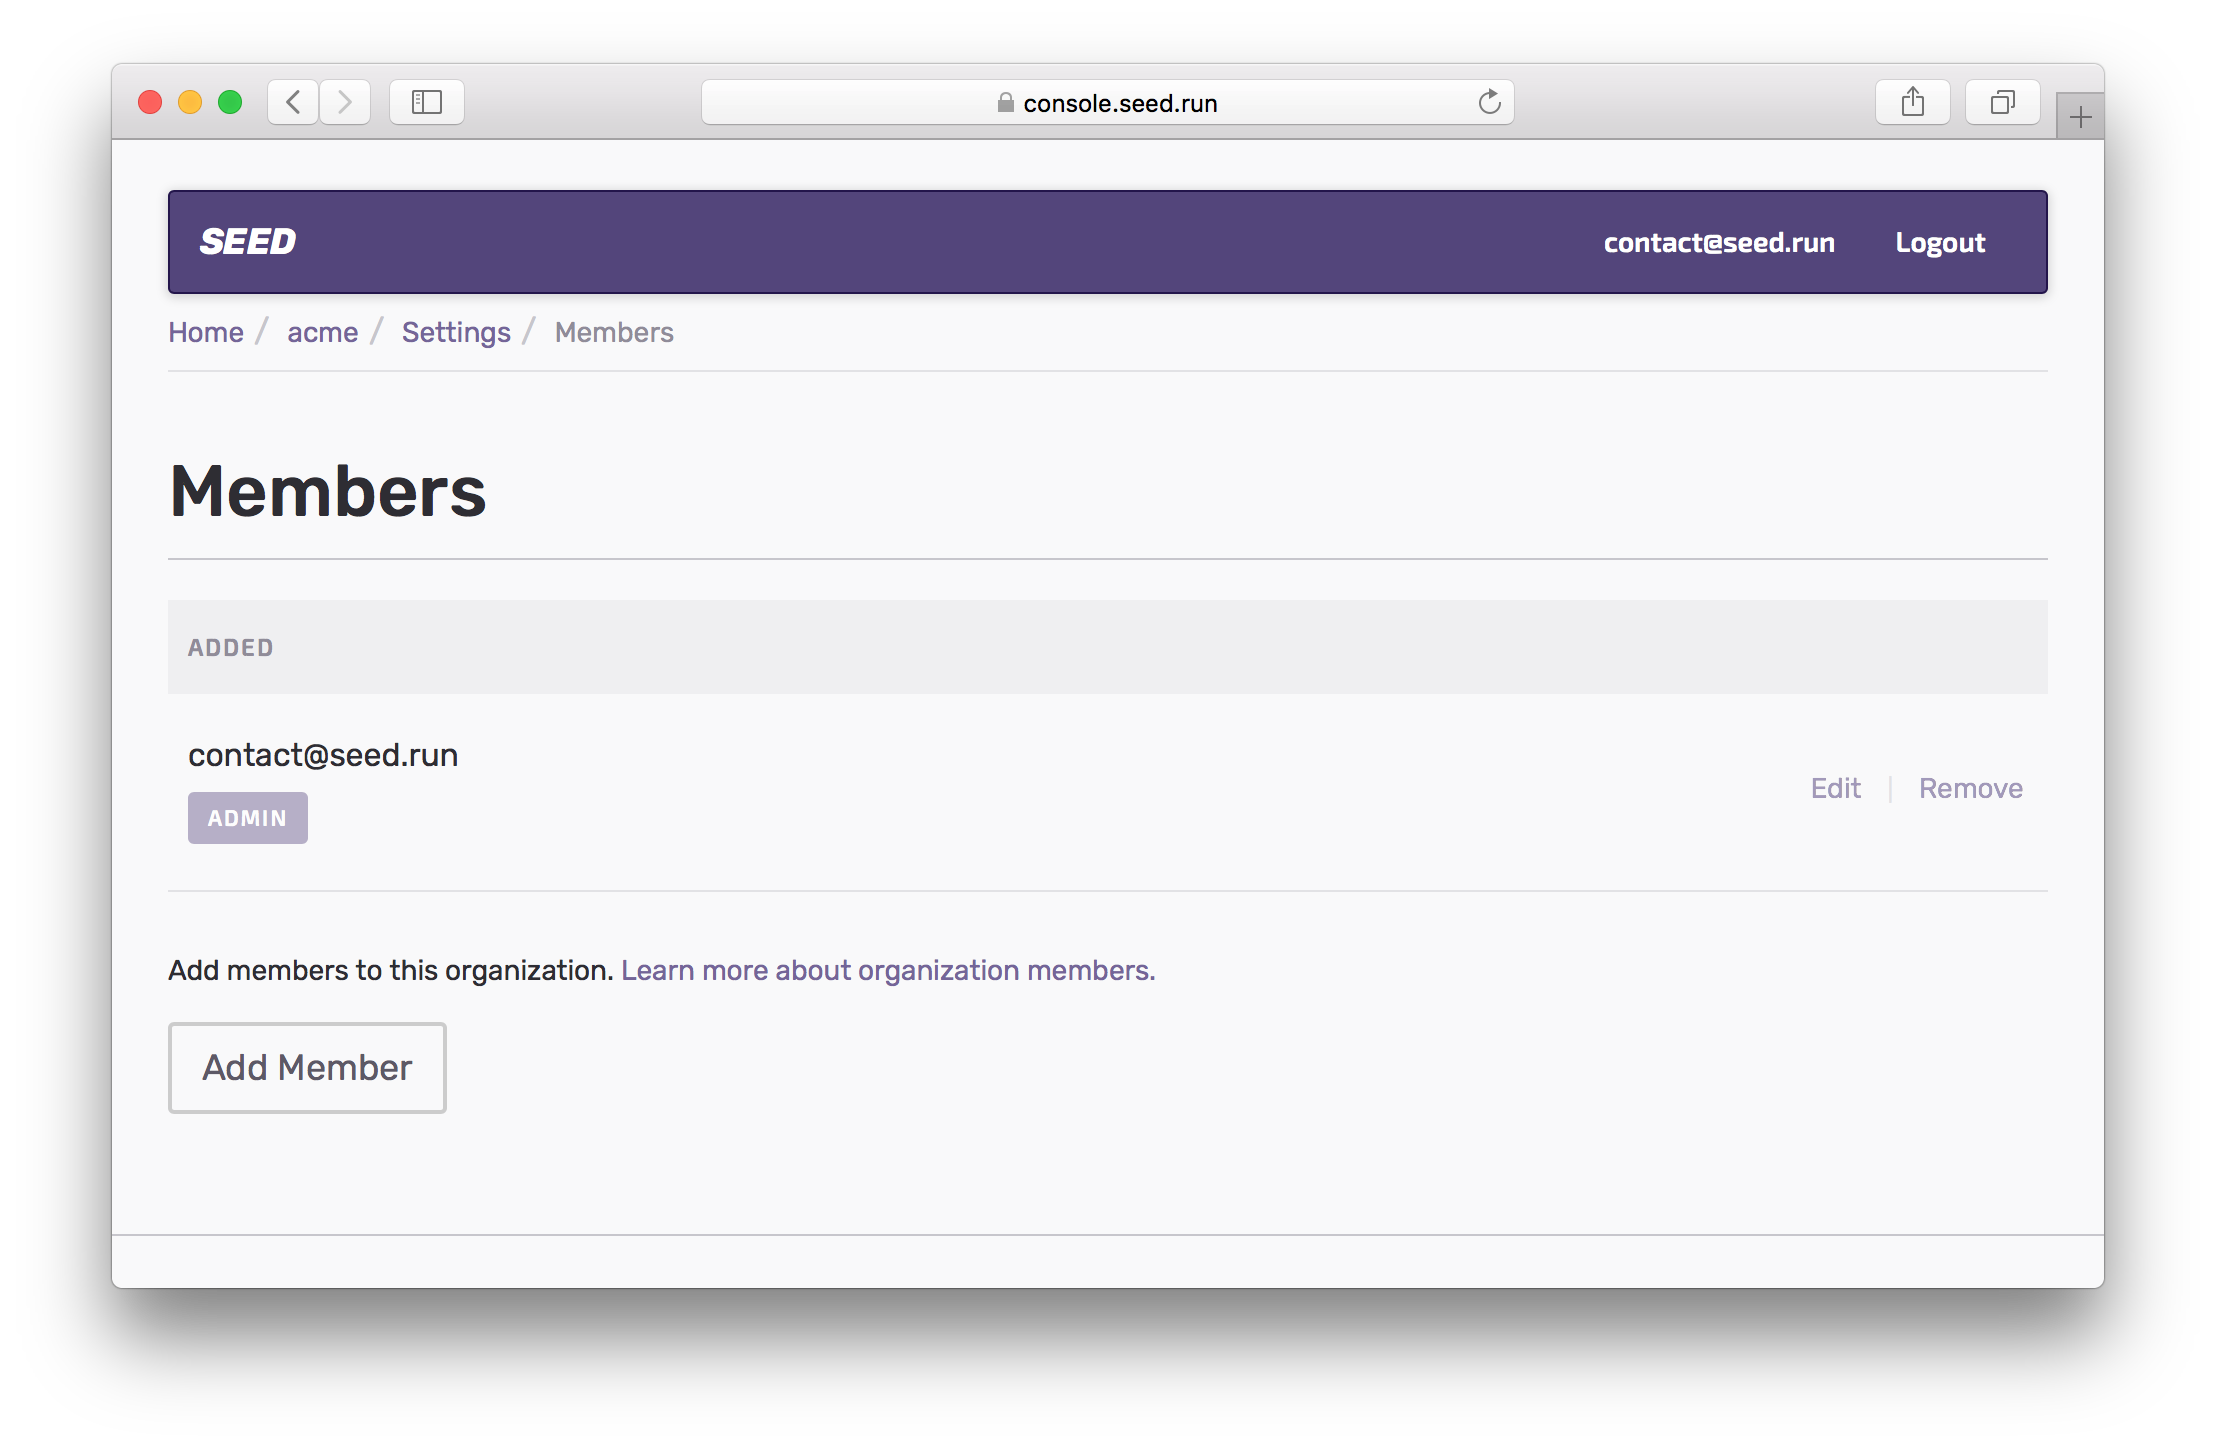 console.seed.run
SEED contact@seed.run Logout
Home / acme / Settings / Members
Members
ADDED
contact@seed.run
ADMIN
Edit | Remove
Add members to this organization. Learn more about organization members.
Add Member